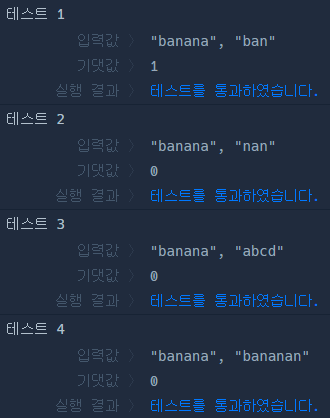 테스트 1
입력값 〉 "banana", "ban"
기댓값 〉 1
실행 결과 〉 테스트를 통과하였습니다.
테스트 2
입력값 〉 "banana", "nan"
기댓값 〉 0
실행 결과 〉 테스트를 통과하였습니다.
테스트 3
입력값 〉 "banana", "abcd"
기댓값 〉 0
실행 결과 〉 테스트를 통과하였습니다.
테스트 4
입력값 〉 "banana", "bananan"
기댓값 〉 0
실행 결과 〉 테스트를 통과하였습니다.